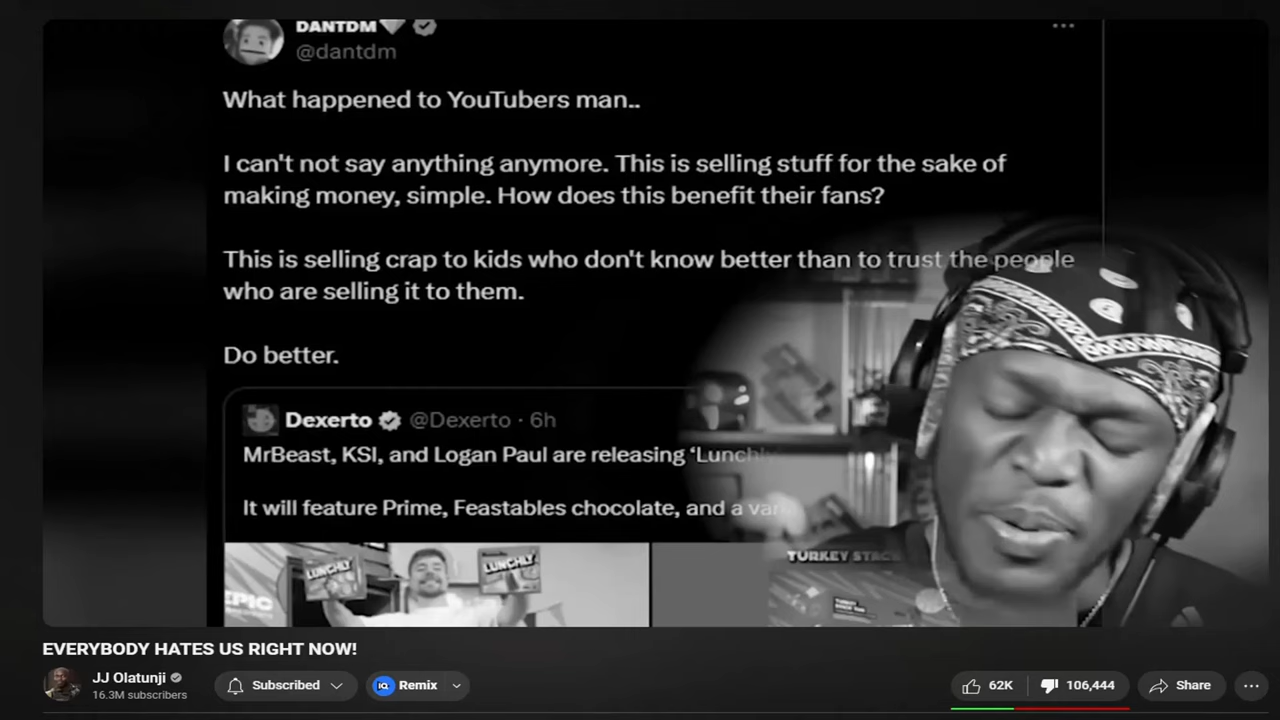 DANTDM
@dantdm
What happened to YouTubers man..
I can't not say anything anymore. This is selling stuff for the sake of
making money, simple. How does this benefit their fans?
This is selling crap to kids who don't know better than to trust the people
who are selling it to them.
Do better.
Dexerto @Dexerto · 6h
MrBeast, KSI, and Logan Paul are releasing 'Lunchly
It will feature Prime, Feastables chocolate, and a
LUNCHLY LUNCHLY
TURKEY STACK
EPIC
EVERYBODY HATES US RIGHT NOW!
JJ Olatunji
16.3M subscribers
Subscribed
IQ Remix
62K
106,444
Share